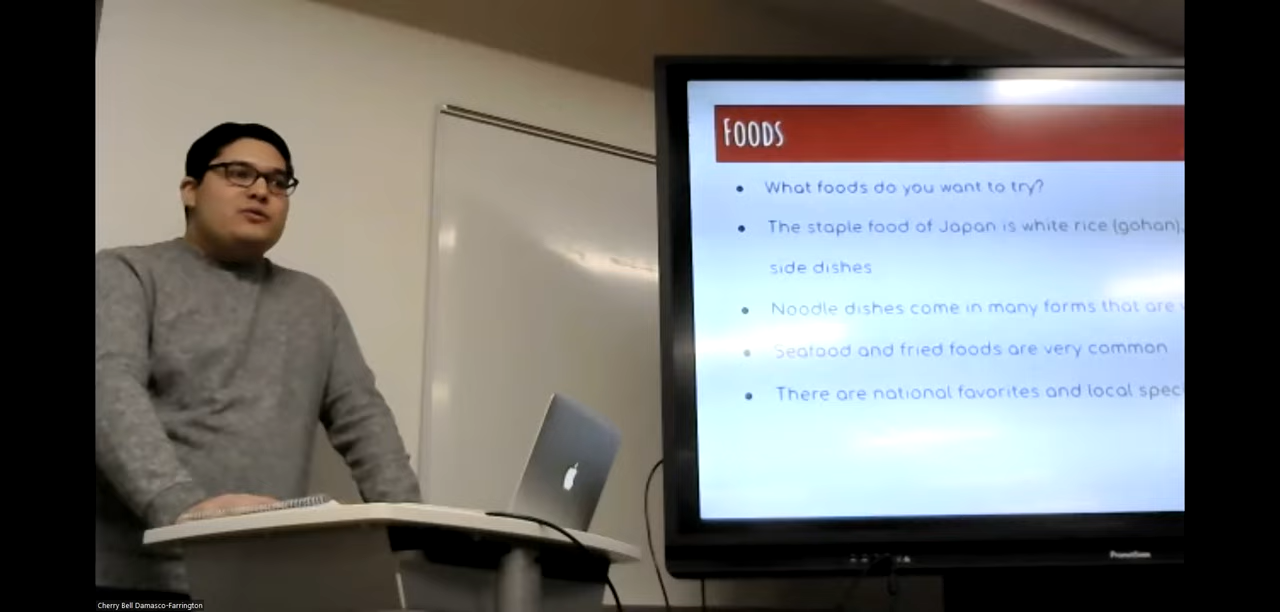 FOODS
What foods do you want to try?
The staple food of Japan is white rice (gohan),
side dishes
Noodle dishes come in many forms that are
Seafood and fried foods are very common
There are national favorites and local spec
Promethean
Cherry Bell Damasco-Farrington